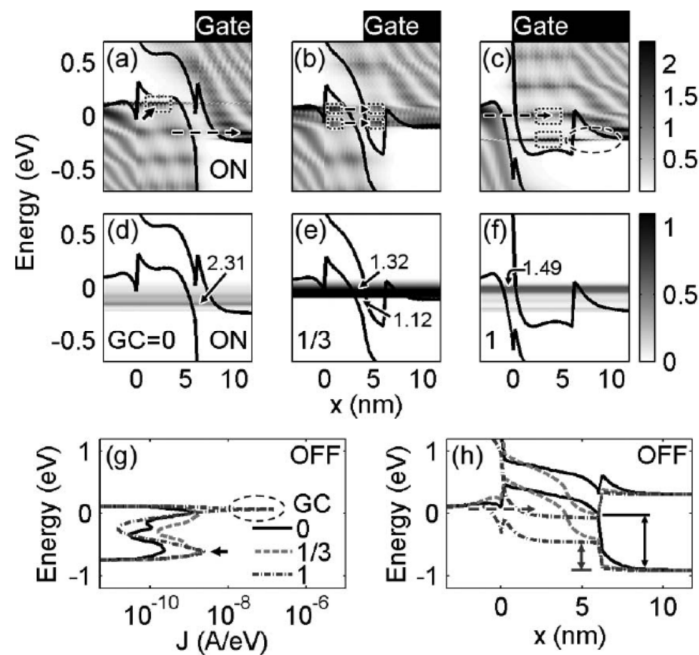 Gate Gate Gate
(a) (b) (c)
0.5
0
-0.5
ON
2
1.5
1
0.5
Energy (eV)
(d) (e) (f)
0.5
0
-0.5
2.31
1.32
1.12
1.49
GC=0 ON 1/3 1
1
0.5
0
0 5 10 0 5 10 0 5 10
x (nm)
(g) OFF
1
0
-1
Energy (eV)
GC
0
1/3
1
10-10 10-8 10-6
J (A/eV)
(h) OFF
1
0
-1
Energy (eV)
0 5 10
x (nm)